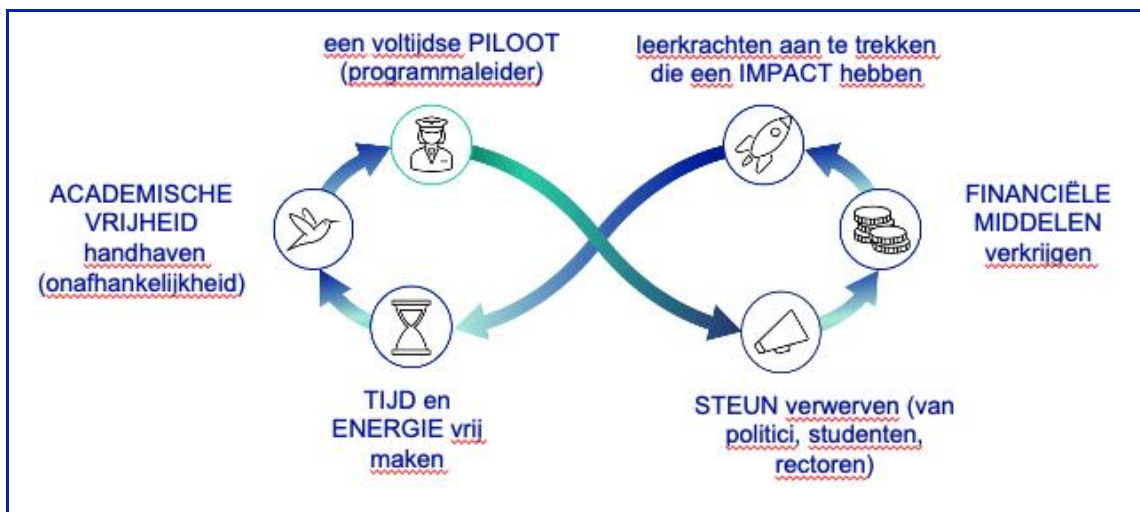 een voltijdse PILOOT
(programmaleider)
leerkrachten aan te trekken
die een IMPACT hebben
ACADEMISCHE
VRIJHEID
handhaven
(onafhankelijkheid)
FINANCIËLE
MIDDELEN
verkrijgen
TIJD en
ENERGIE vrij
maken
STEUN verwerven (van
politici, studenten,
rectoren)